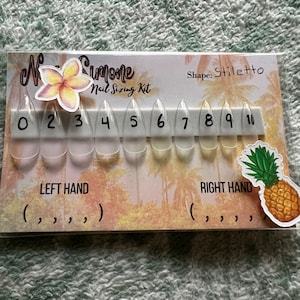 Simone
Shape: Stiletto
Nail Sizing Kit
0 2 3 4 5 6 7 8 9 11
LEFT HAND RIGHT HAND
( , , , , ) ( , , , ,